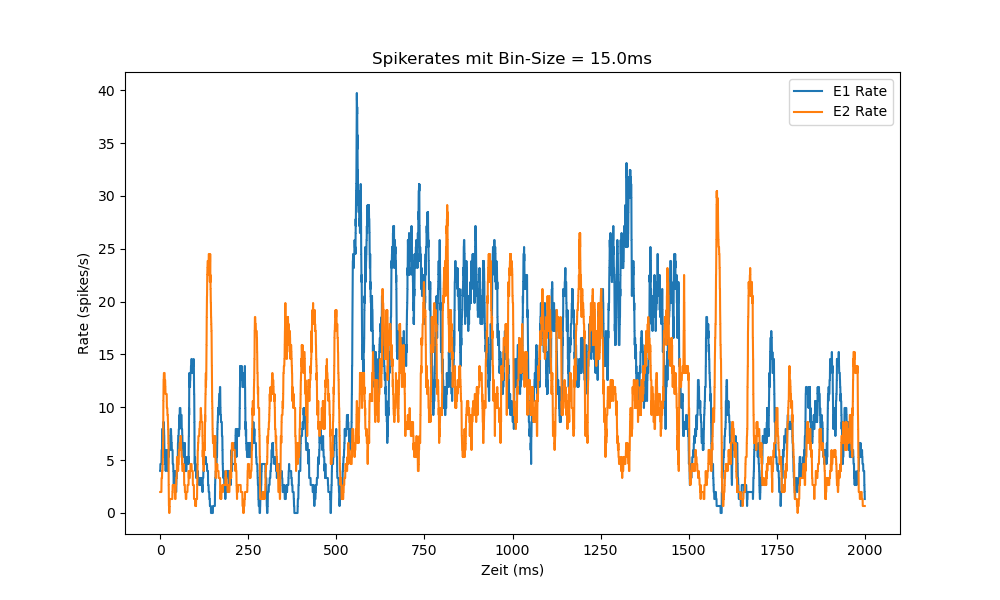 Spikerates mit Bin-Size = 15.0ms
E1 Rate
E2 Rate
Rate (spikes/s)
40
35
30
25
20
15
10
5
0
0 250 500 750 1000 1250 1500 1750 2000
Zeit (ms)